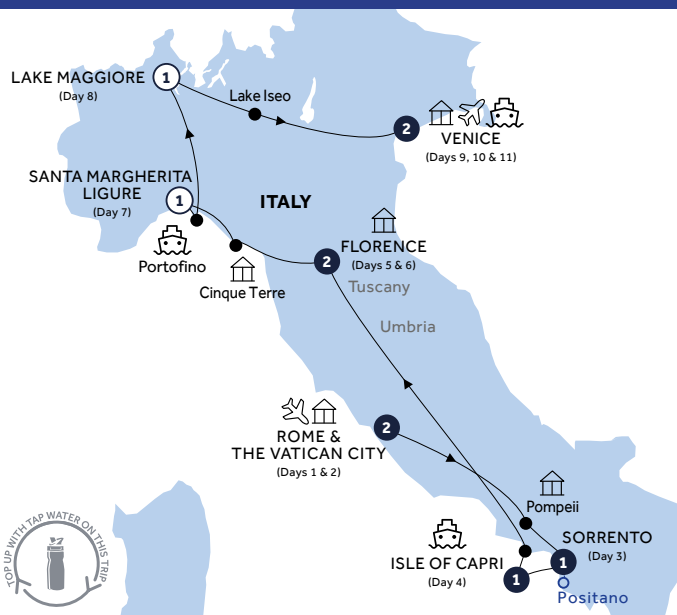 LAKE MAGGIORE
(Day 8)
1
Lake Iseo
2
VENICE
(Days 9, 10 & 11)
SANTA MARGHERITA
LIGURE
(Day 7)
1
ITALY
Portofino
Cinque Terre
2
FLORENCE
(Days 5 & 6)
Tuscany
Umbria
2
ROME &
THE VATICAN CITY
(Days 1 & 2)
Pompeii
SORRENTO
(Day 3)
1
ISLE OF CAPRI
(Day 4)
1
Positano
TOP UP WITH TAP WATER ON THIS TRIP